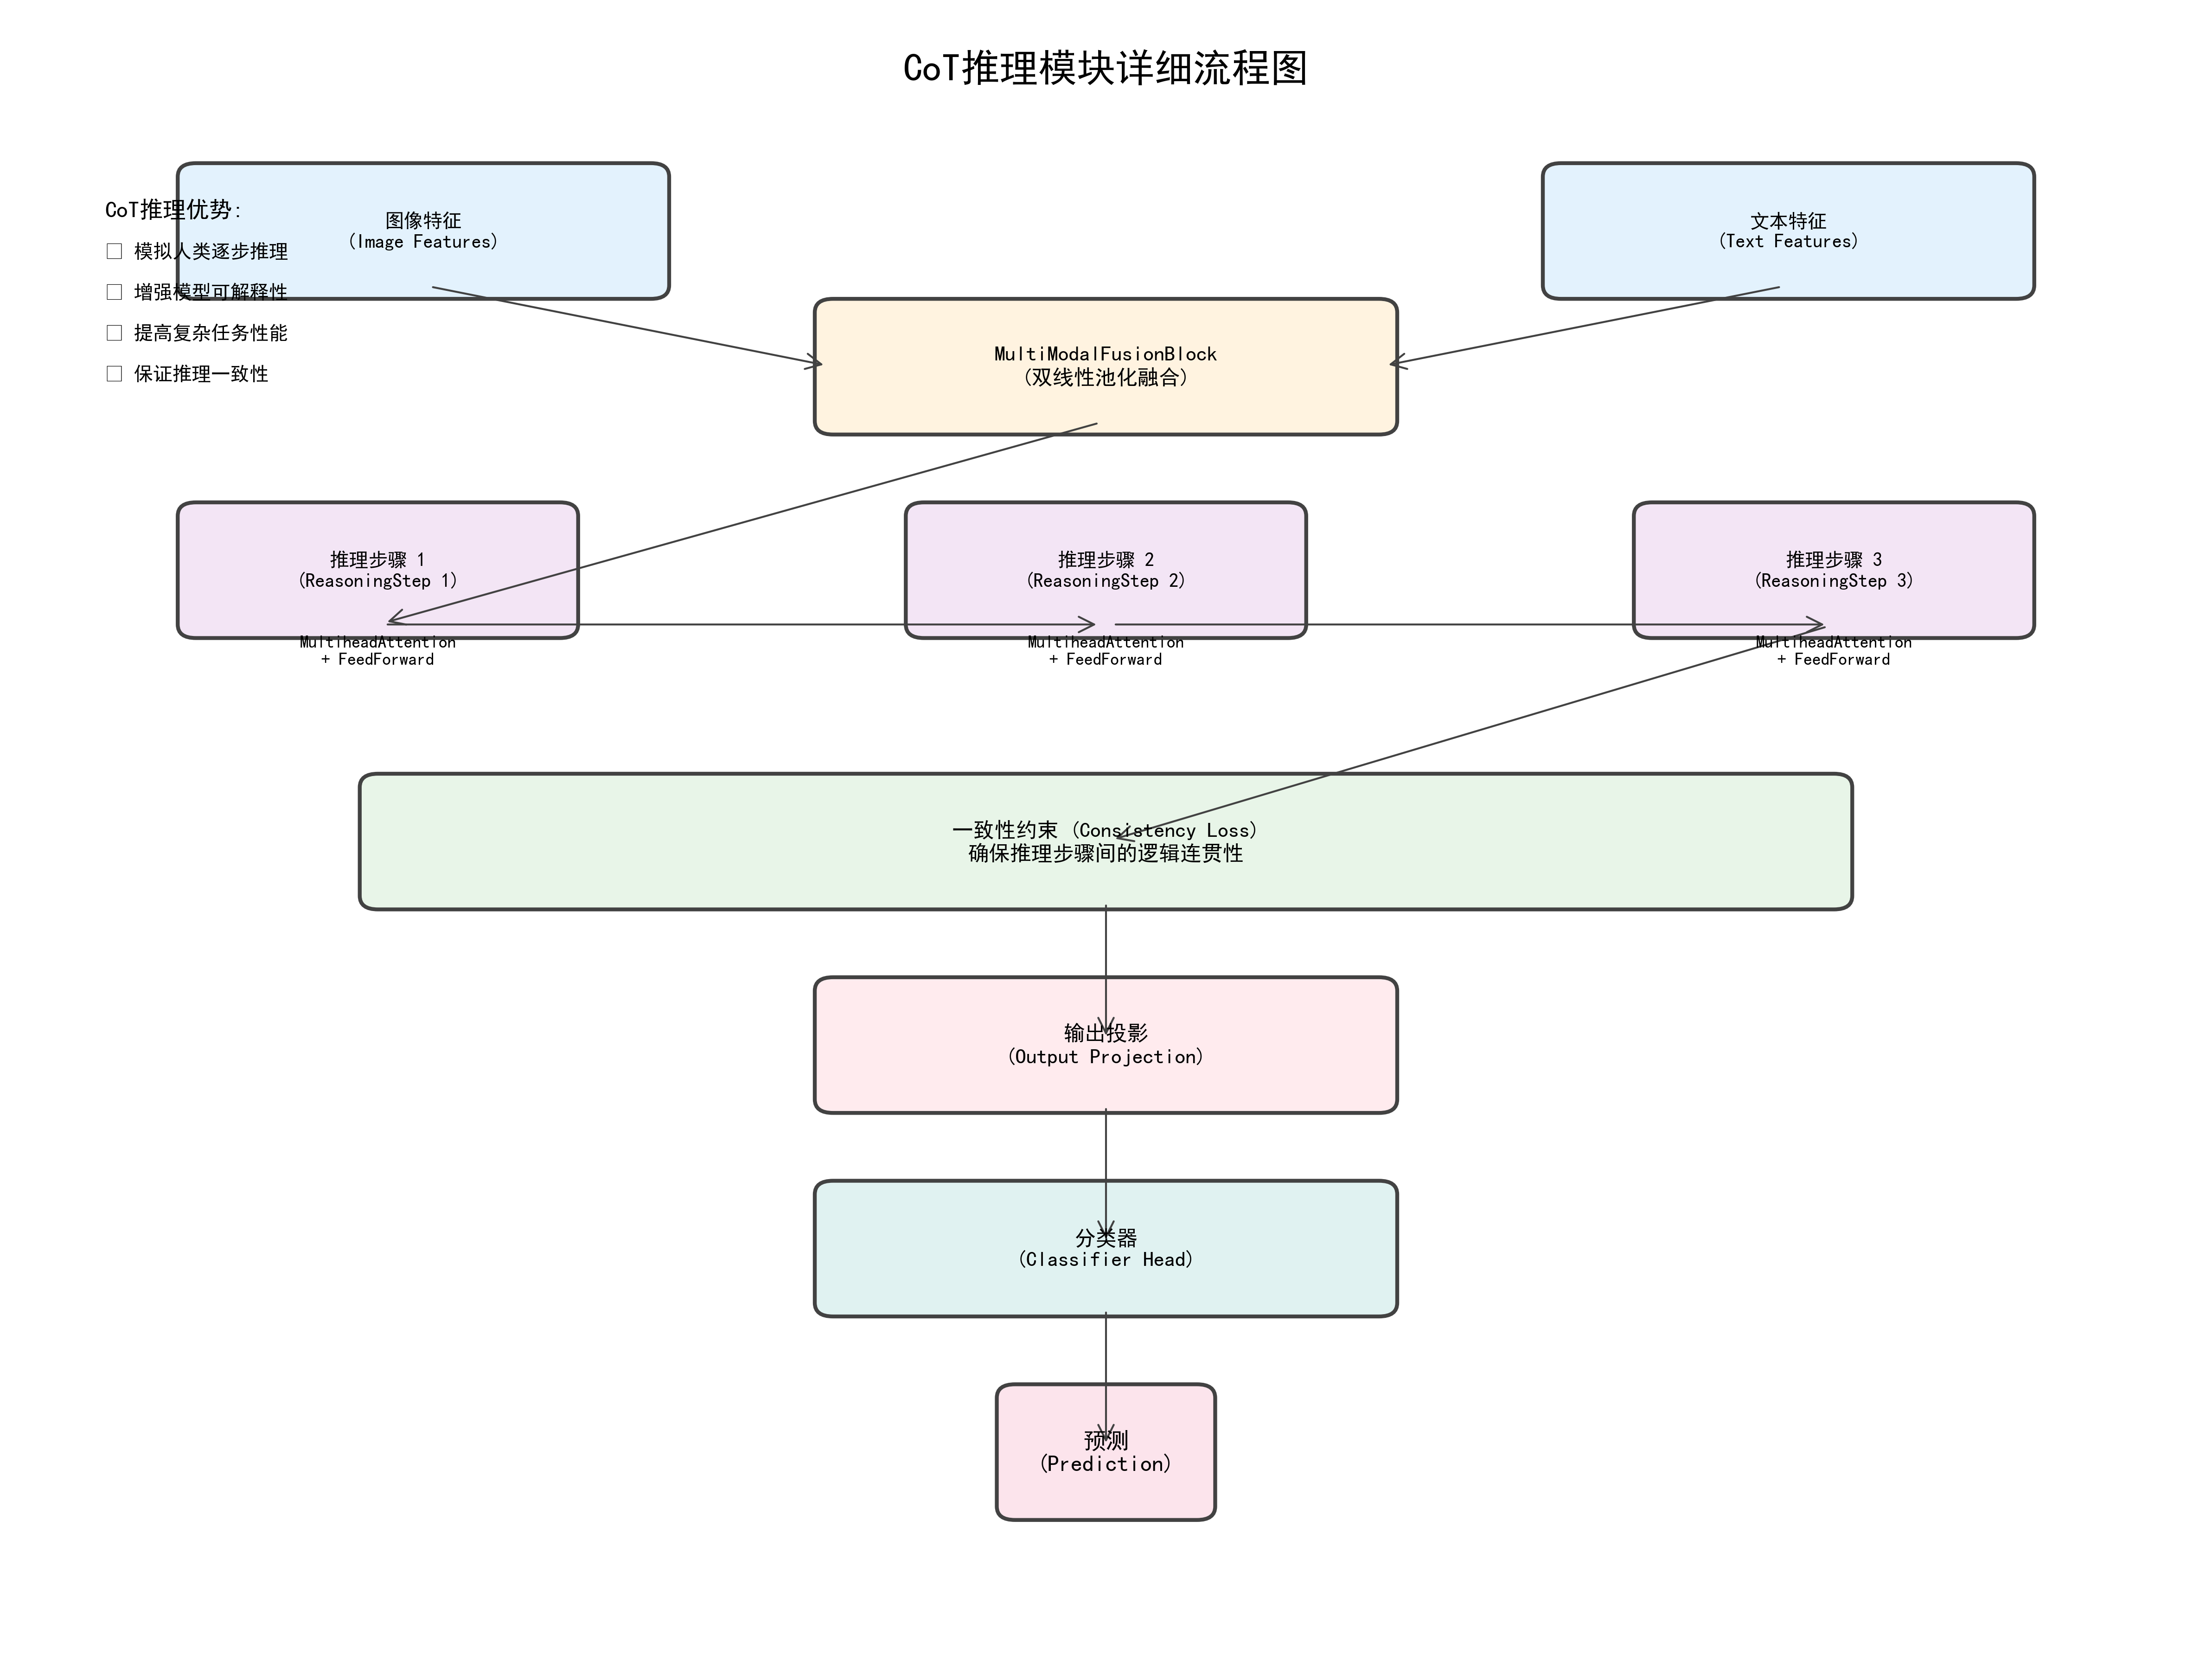 CoT推理模块详细流程图
CoT推理优势:
□ 模拟人类逐步推理
□ 增强模型可解释性
□ 提高复杂任务性能
□ 保证推理一致性
图像特征
(Image Features)
文本特征
(Text Features)
MultiModalFusionBlock
(双线性池化融合)
推理步骤 1
(ReasoningStep 1)
MultiheadAttention
+ FeedForward
推理步骤 2
(ReasoningStep 2)
MultiheadAttention
+ FeedForward
推理步骤 3
(ReasoningStep 3)
MultiheadAttention
+ FeedForward
一致性约束 (Consistency Loss)
确保推理步骤间的逻辑连贯性
输出投影
(Output Projection)
分类器
(Classifier Head)
预测
(Prediction)